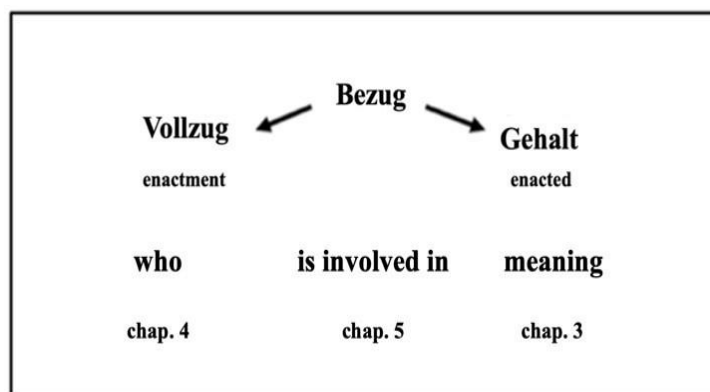 Bezug
Vollzug Gehalt
enactment enacted
who is involved in meaning
chap. 4 chap. 5 chap. 3